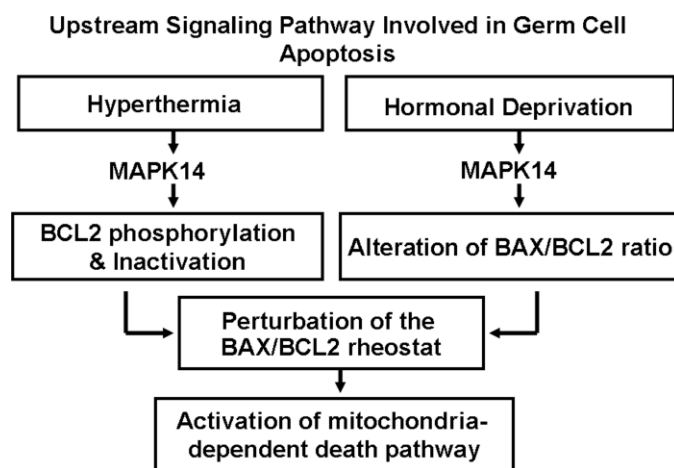 Upstream Signaling Pathway Involved in Germ Cell
Apoptosis
Hyperthermia
Hormonal Deprivation
MAPK14
MAPK14
BCL2 phosphorylation
& Inactivation
Alteration of BAX/BCL2 ratio
Perturbation of the
BAX/BCL2 rheostat
Activation of mitochondria-
dependent death pathway